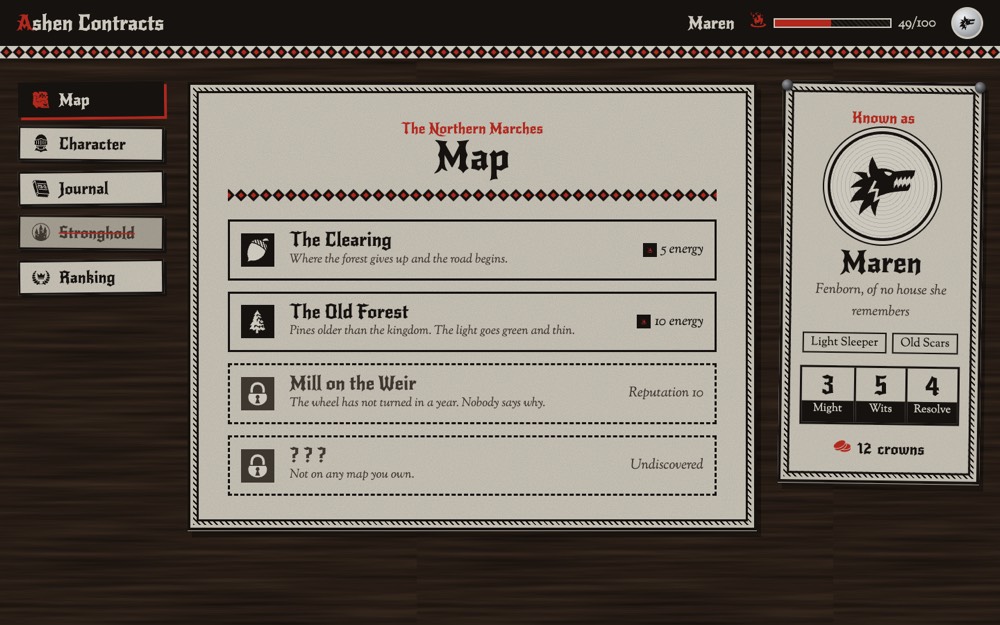 Ashen Contracts
Maren
49/100
Map
Character
Journal
Stronghold
Ranking
The Northern Marches
Map
The Clearing
Where the forest gives up and the road begins.
5 energy
The Old Forest
Pines older than the kingdom. The light goes green and thin.
10 energy
Mill on the Weir
The wheel has not turned in a year. Nobody says why.
Reputation 10
? ? ?
Not on any map you own.
Undiscovered
Known as
Maren
Fenborn, of no house she
remembers
Light Sleeper
Old Scars
3
5
4
Might
Wits
Resolve
12 crowns